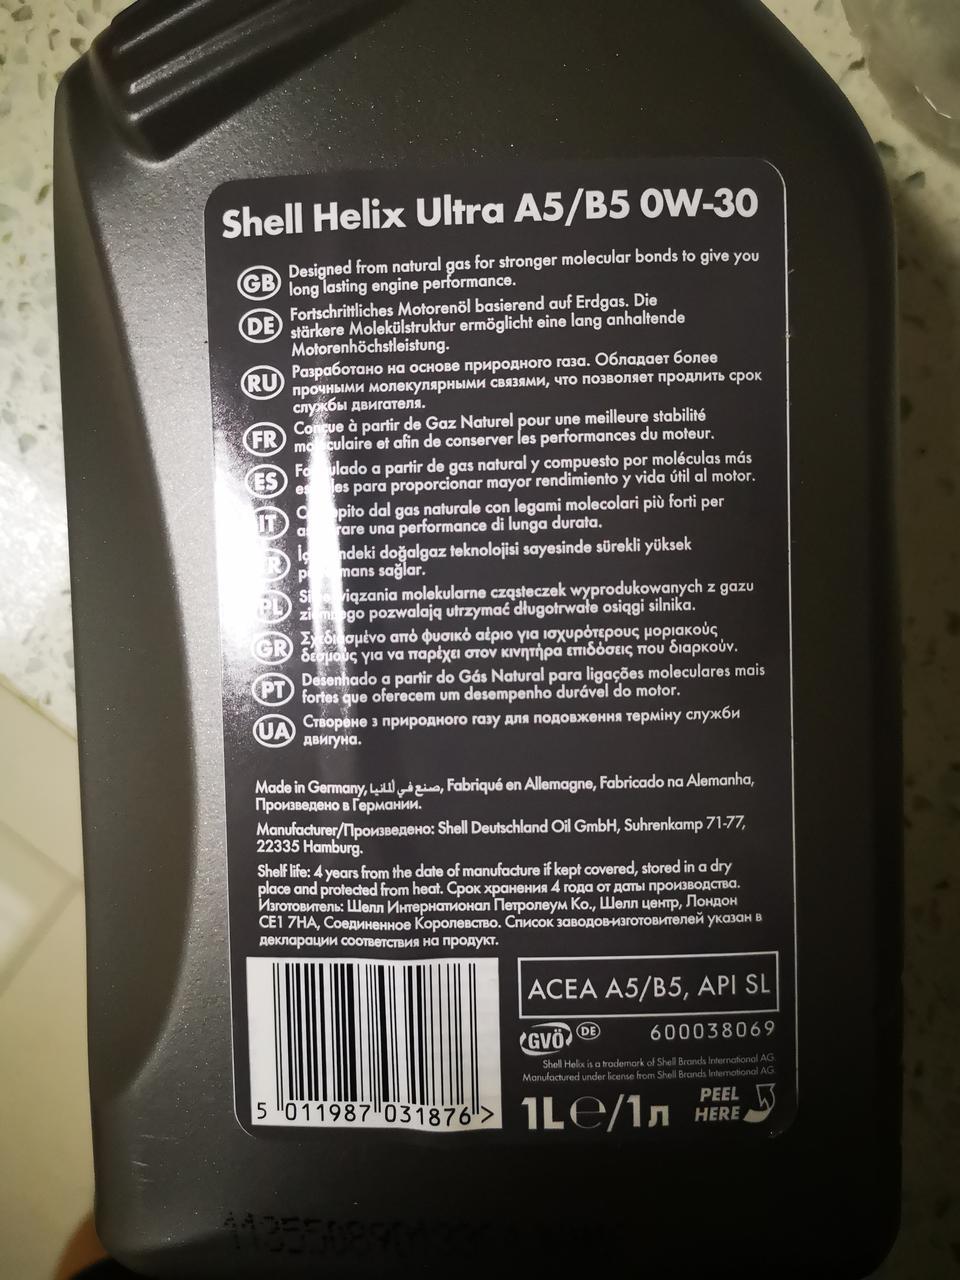 Shell Helix Ultra A5/B5 0W-30
GB Designed from natural gas for stronger molecular bonds to give you
long lasting engine performance.
DE Fortschrittliches Motorenöl basierend auf Erdgas. Die
stärkere Molekülstruktur ermöglicht eine lang anhaltende
Motorenhöchstleistung.
RU Разработано на основе природного газа. Обладает более
прочными молекулярными связями, что позволяет продлить срок
службы двигателя.
FR Conçue à partir de Gaz Naturel pour une meilleure stabilité
moléculaire et afin de conserver les performances du moteur.
ES Formulado a partir de gas natural y compuesto por moléculas más
para proporcionar mayor rendimiento y vida útil al motor.
IT dal gas naturale con legami molecolari più forti per
una performance di lunga durata.
doğalgaz teknolojisi sayesinde sürekli yüksek
performans sağlar.
PL wiązania molekularne cząsteczek wyprodukowanych z gazu
ziemnego pozwalają utrzymać długotrwałe osiągi silnika.
GR Σχεδιασμένο από φυσικό αέριο για ισχυρότερους μοριακούς
δεσμούς για να παρέχει στον κινητήρα επιδόσεις που διαρκούν.
PT Desenhado a partir do Gás Natural para ligações moleculares mais
fortes que oferecem um desempenho durável do motor.
UA Створене з природного газу для подовження терміну служби
двигуна.
Made in Germany, صنع في ألمانيا, Fabriqué en Allemagne, Fabricado na Alemanha,
Произведено в Германии.
Manufacturer/Произведено: Shell Deutschland Oil GmbH, Suhrenkamp 71-77,
22335 Hamburg.
Shelf life: 4 years from the date of manufacture if kept covered, stored in a dry
place and protected from heat. Срок хранения 4 года от даты производства.
Изготовитель: Шелл Интернатионал Петролеум Ко., Шелл центр, Лондон
СЕ1 7НА, Соединенное Королевство. Список заводов-изготовителей указан в
декларации соответствия на продукт.
ACEA A5/B5, API SL
GVÖ DE 600038069
Shell Helix is a trademark of Shell Brands International AG.
Manufactured under license from Shell Brands International AG.
5 011987 031876 >
1L e/1л
PEEL
HERE